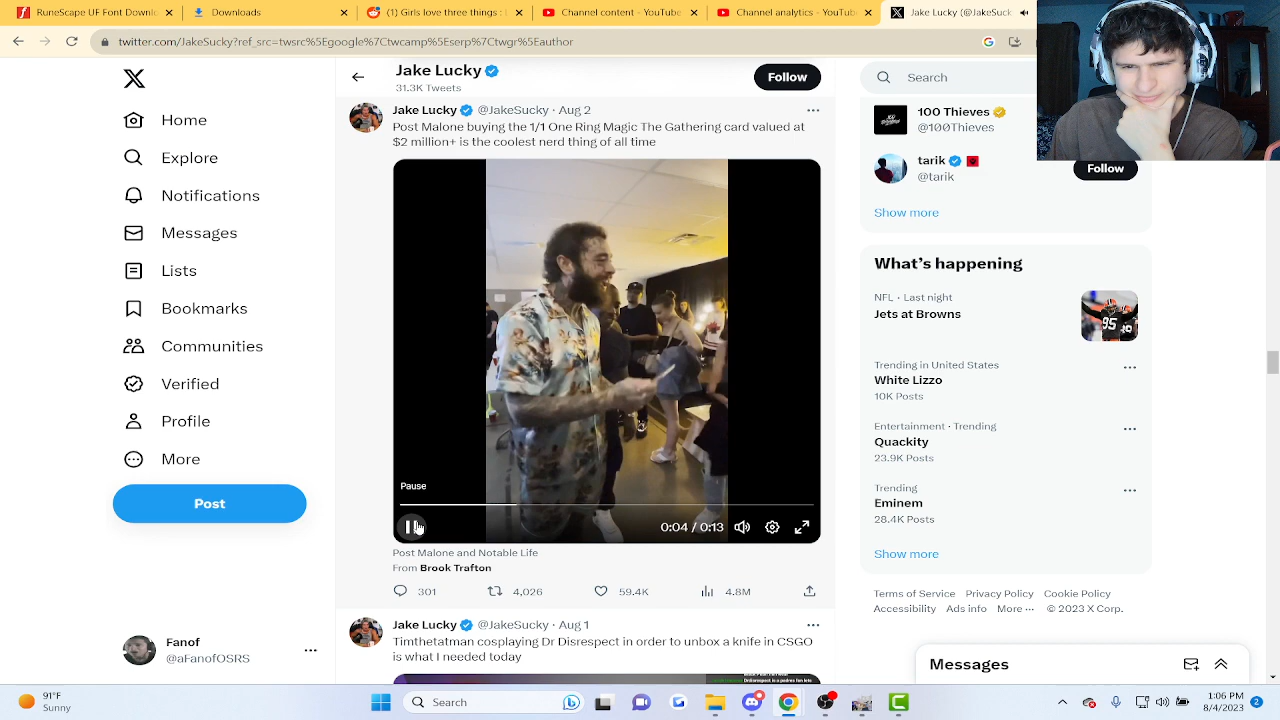 RuneScape UF Font Downloads
Downloads
Girls love three things : l
Channel content - YouTube
Channel analytics - YouTube
Jake Lucky (@JakeSuck
twitter.com/JakeSucky?ref_src=twsrc%5Egoogle%7Ctwcamp%5Eserp%7Ctwgr%5Eauthor
Jake Lucky
31.3K Tweets
Follow
Search
Home
Explore
Notifications
Messages
Lists
Bookmarks
Communities
Verified
Profile
More
Post
Fanof
@aFanofOSRS
Jake Lucky @JakeSucky · Aug 2
Post Malone buying the 1/1 One Ring Magic The Gathering card valued at
$2 million+ is the coolest nerd thing of all time
Pause
0:04 / 0:13
Post Malone and Notable Life
From Brook Trafton
301
4,026
59.4K
4.8M
Jake Lucky @JakeSucky · Aug 1
Timthetatman cosplaying Dr Disrespect in order to unbox a knife in CSGO
is what I needed today
100 Thieves
@100Thieves
tarik
@tarik
Follow
Show more
What's happening
NFL · Last night
Jets at Browns
Trending in United States
White Lizzo
10K Posts
Entertainment · Trending
Quackity
23.9K Posts
Trending
Eminem
28.4K Posts
Show more
Terms of Service Privacy Policy Cookie Policy
Accessibility Ads info More ··· © 2023 X Corp.
Messages
Sunny
Search
1:06 PM
8/4/2023
2